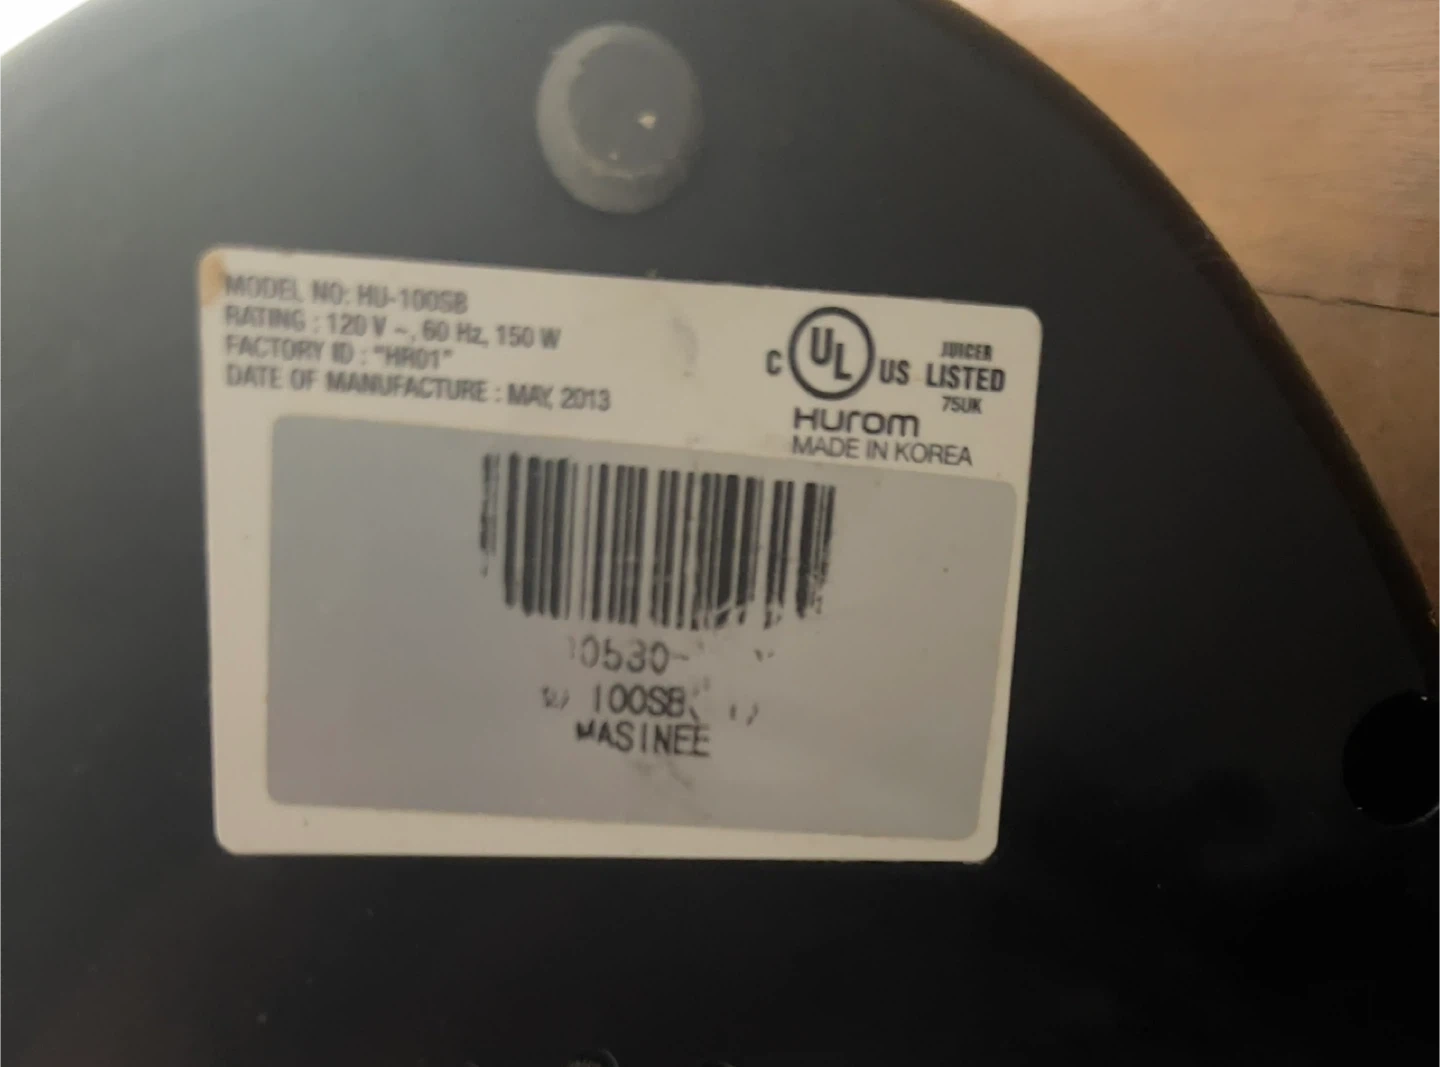 MODEL NO: HU-100SB
RATING : 120 V ~, 60 Hz, 150 W
FACTORY ID : "HR01"
DATE OF MANUFACTURE : MAY, 2013
C UL US
JUICER
LISTED
75UK
Hurom
MADE IN KOREA
100SB
MASINEE